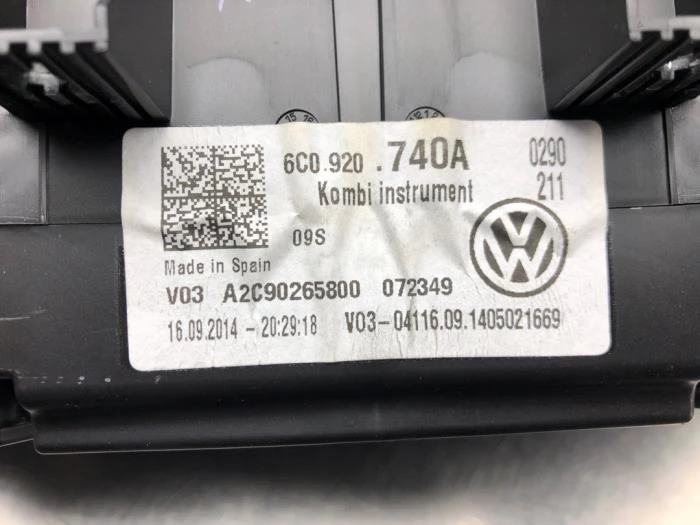 6C0.920 .740A 0290
Kombi instrument 211
09S
Made in Spain
V03 A2C90265800 072349
16.09.2014 - 20:29:18 V03-04116.09.1405021669